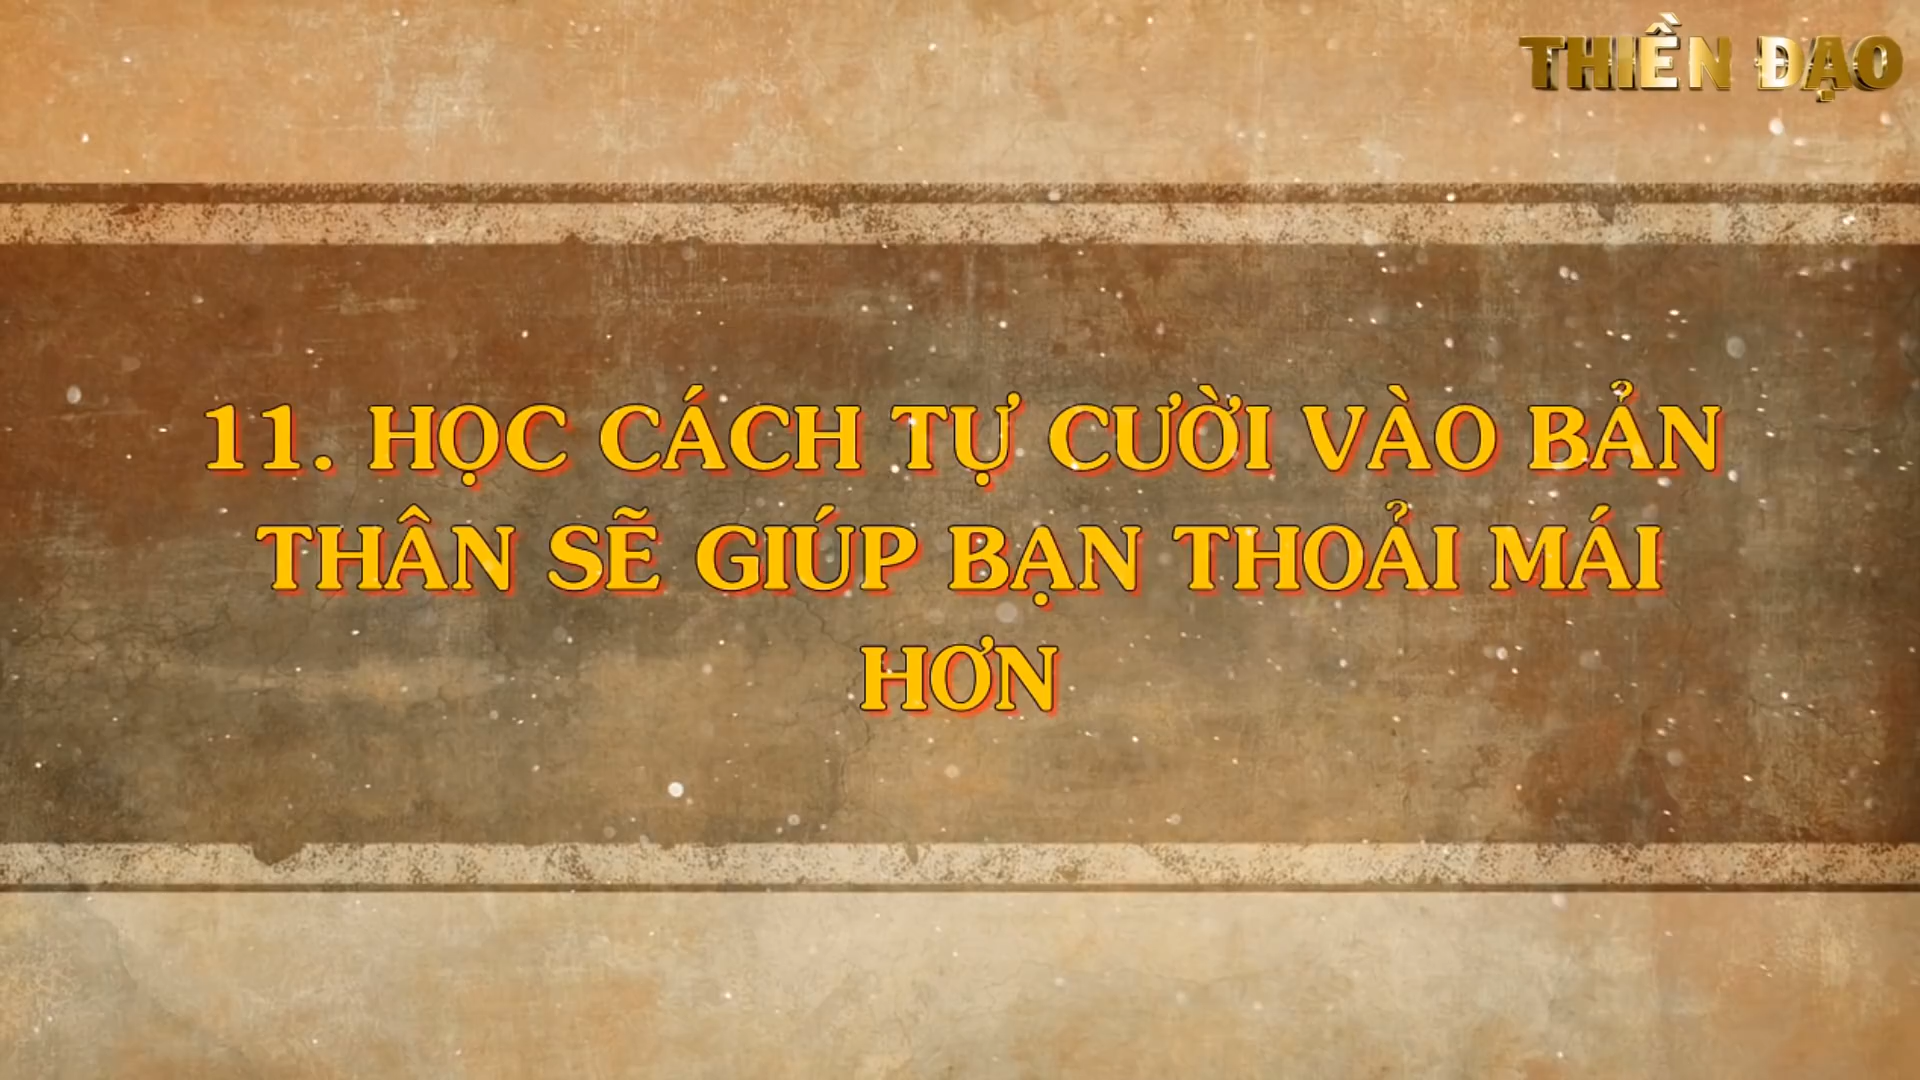 THIỀN ĐẠO
11. HỌC CÁCH TỰ CƯỜI VÀO BẢN
THÂN SẼ GIÚP BẠN THOẢI MÁI
HƠN